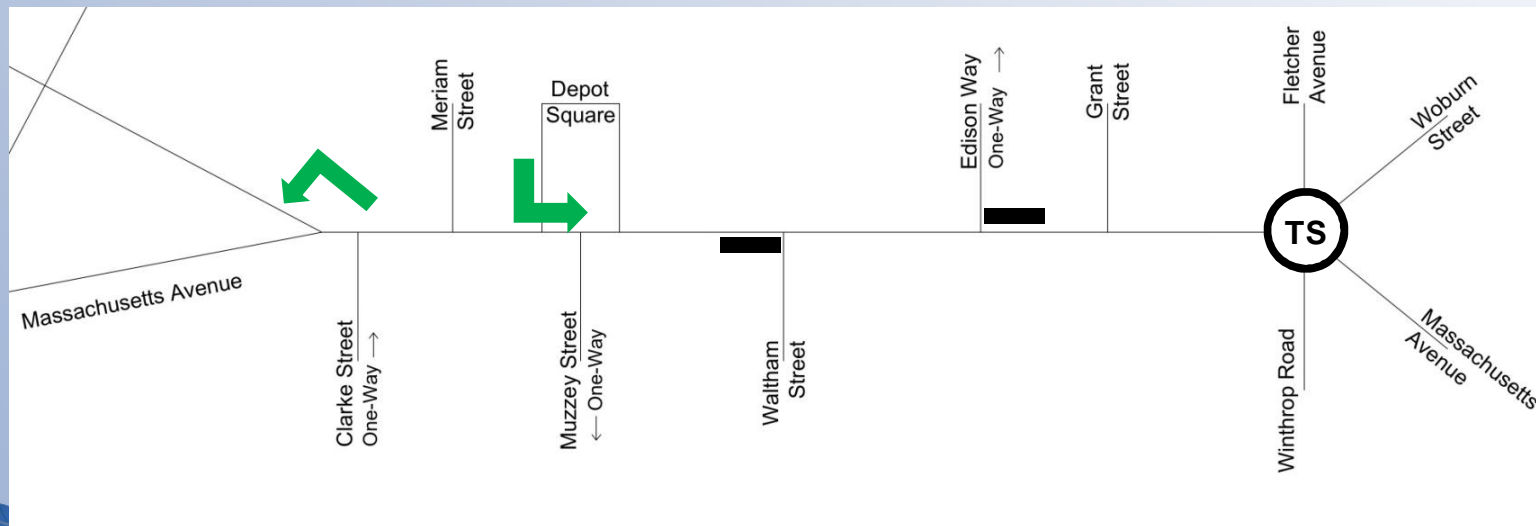 Massachusetts Avenue
Clarke Street
One-Way →
Meriam
Street
Depot
Square
Muzzey Street
← One-Way
Waltham
Street
Edison Way
One-Way →
Grant
Street
Fletcher
Avenue
Woburn
Street
TS
Winthrop Road
Massachusetts
Avenue